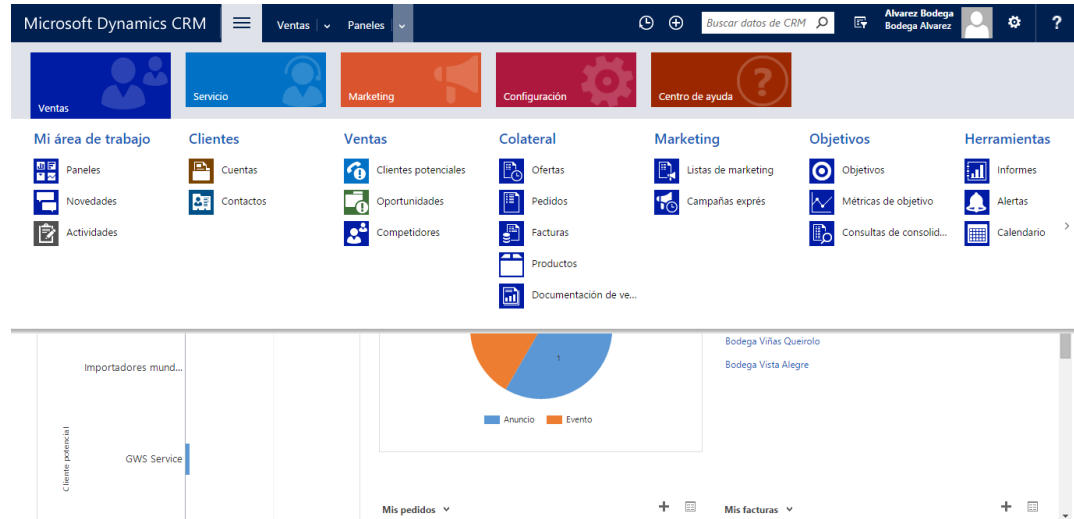 Microsoft Dynamics CRM
Ventas
Paneles
Buscar datos de CRM
Alvarez Bodega
Bodega Alvarez
?
Ventas
Servicio
Marketing
Configuración
Centro de ayuda
?
Mi área de trabajo
Paneles
Novedades
Actividades
Clientes
Cuentas
Contactos
Ventas
Clientes potenciales
Oportunidades
Competidores
Colateral
Ofertas
Pedidos
Facturas
Productos
Documentación de ve...
Marketing
Listas de marketing
Campañas exprés
Objetivos
Objetivos
Métricas de objetivo
Consultas de consolid...
Herramientas
Informes
Alertas
Calendario
Importadores mund...
GWS Service
Cliente potencial
1
Anuncio
Evento
Bodega Viñas Queirolo
Bodega Vista Alegre
Mis pedidos
Mis facturas